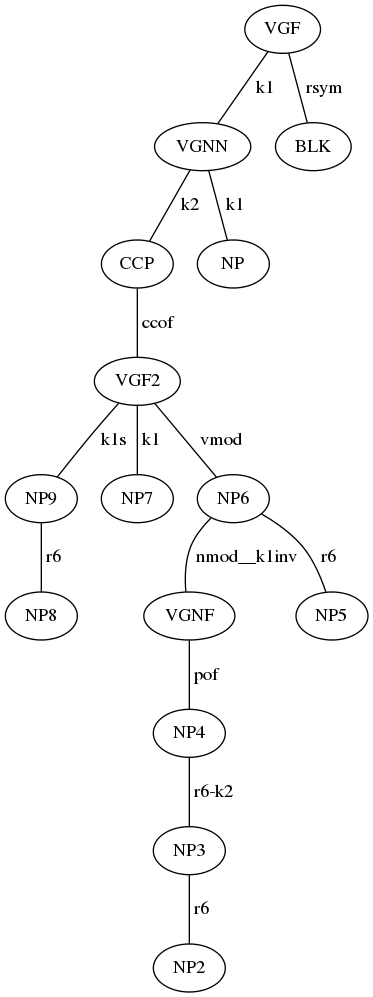 VGF
k1 rsym
VGNN BLK
k2 k1
CCP NP
ccof
VGF2
k1s k1 vmod
NP9 NP7 NP6
r6 nmod__k1inv r6
NP8 VGNF NP5
pof
NP4
r6-k2
NP3
r6
NP2